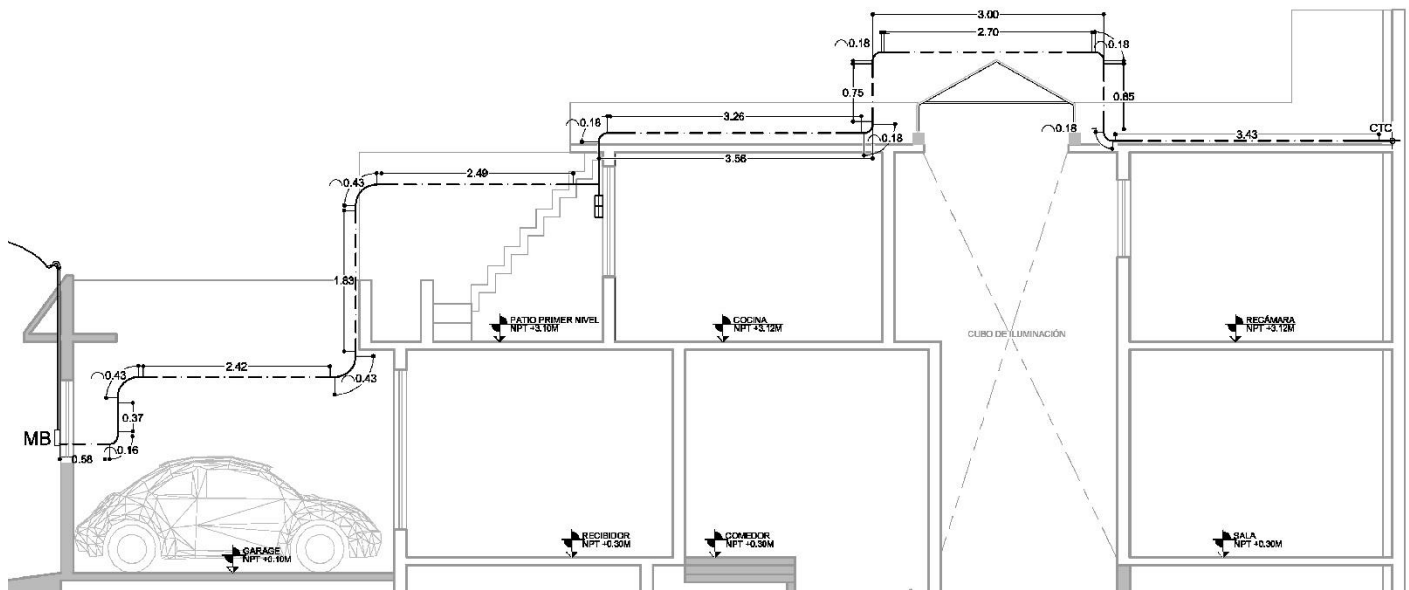 3.00
2.70
0.18
0.18
0.75
0.85
3.26
0.18
0.18
0.18
3.43
CTC
3.56
2.49
0.43
1.83
PATIO PRIMER NIVEL
NPT +3.10M
COCINA
NPT +3.12M
CUBO DE ILUMINACIÓN
RECÁMARA
NPT +3.12M
0.43
2.42
0.43
0.37
MB
0.16
0.58
GARAGE
NPT +0.10M
RECIBIDOR
NPT +0.30M
COMEDOR
NPT +0.30M
SALA
NPT +0.30M